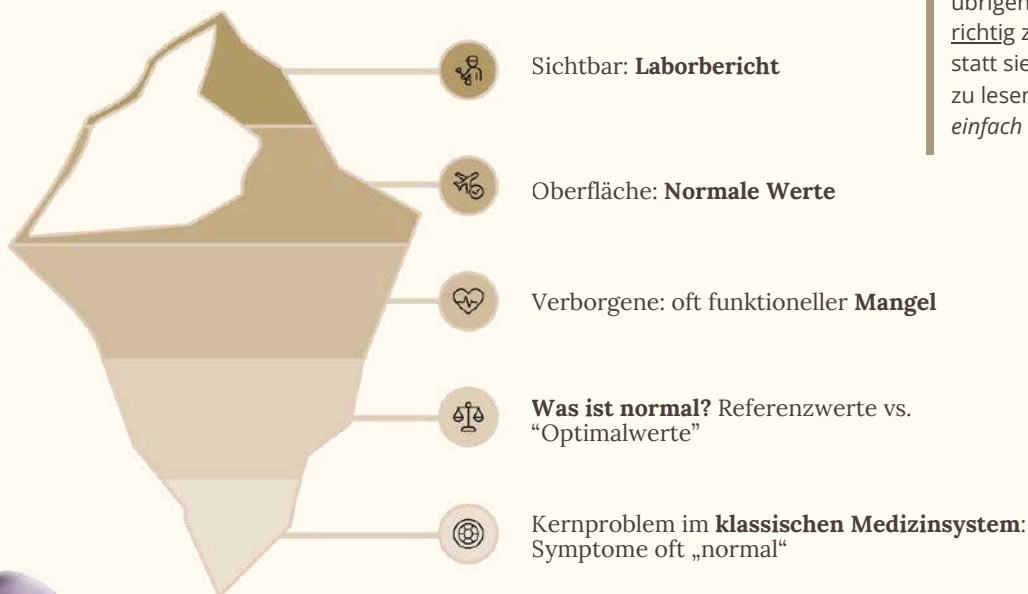 übrigen
richtig z
statt sie
zu lesen
einfach
Sichtbar: Laborbericht
Oberfläche: Normale Werte
Verborgene: oft funktioneller Mangel
Was ist normal? Referenzwerte vs.
“Optimalwerte”
Kernproblem im klassischen Medizinsystem:
Symptome oft „normal“